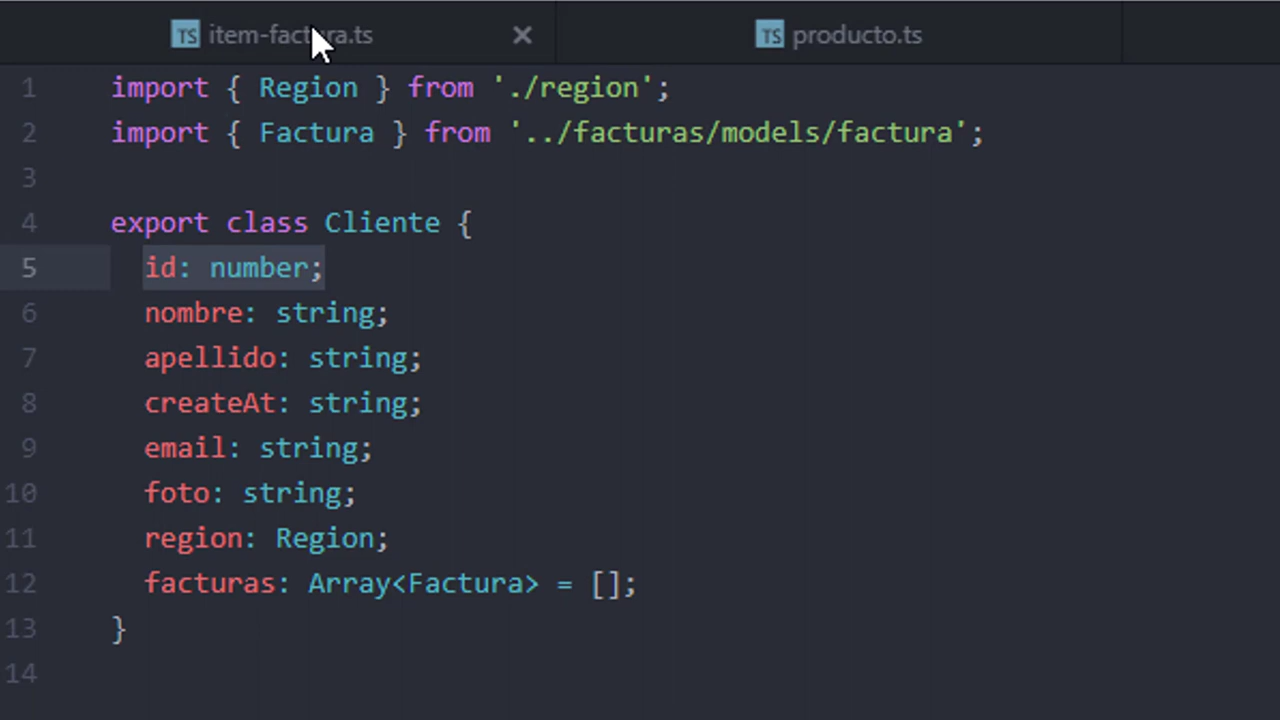 TS item-factura.ts × TS producto.ts
1 import { Region } from './region';
2 import { Factura } from '../facturas/models/factura';
3
4 export class Cliente {
5 id: number;
6 nombre: string;
7 apellido: string;
8 createAt: string;
9 email: string;
10 foto: string;
11 region: Region;
12 facturas: Array<Factura> = [];
13 }
14